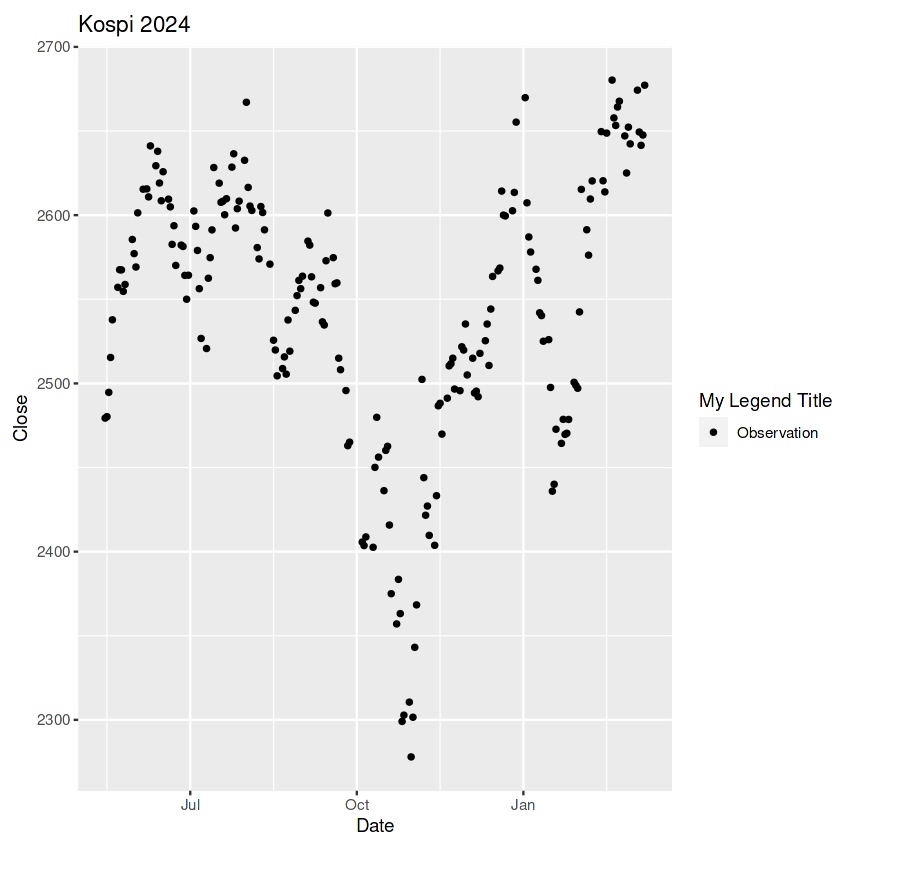 Kospi 2024
2700
2600
2500
2400
2300
Close
Jul
Oct
Jan
Date
My Legend Title
Observation